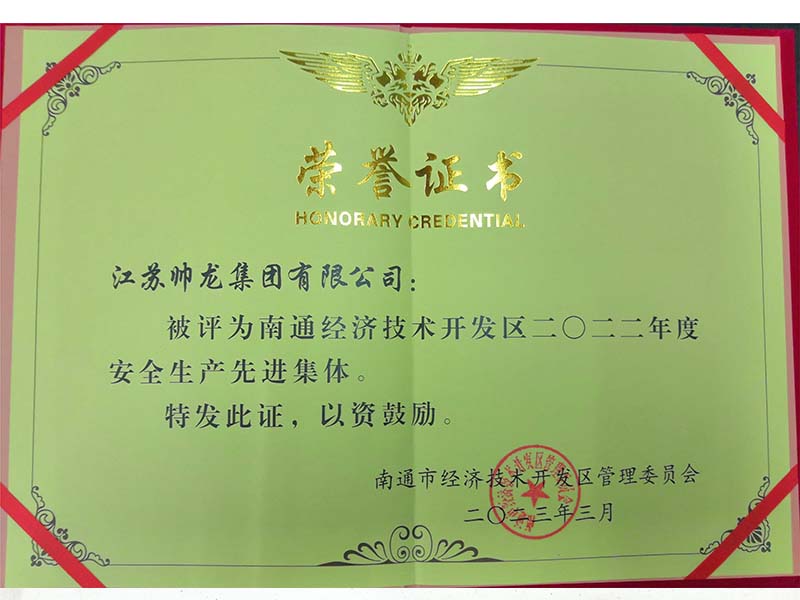 荣誉证书
HONORARY CREDENTIAL
江苏帅龙集团有限公司：
被评为南通经济技术开发区二〇二二年度
安全生产先进集体。
特发此证，以资鼓励。
南通市经济技术开发区管理委员会
二〇二三年三月